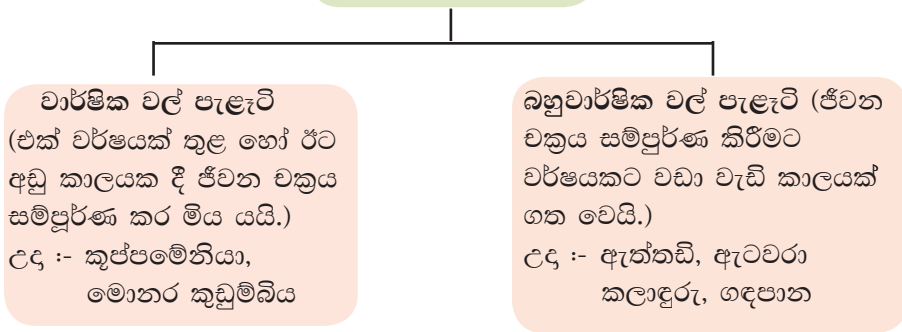 වාර්ෂික වල් පැළෑටි
(එක් වර්ෂයක් තුළ හෝ ඊට
අඩු කාලයක දී ජීවන චක්‍රය
සම්පූර්ණ කර මිය යයි.)
උදා :- කුප්පමේනියා,
මොනර කුඩුම්බිය
බහුවාර්ෂික වල් පැළෑටි (ජීවන
චක්‍රය සම්පුර්ණ කිරීමට
වර්ෂයකට වඩා වැඩි කාලයක්
ගත වෙයි.)
උදා :- ඇත්තඩි, ඇටවරා
කලාඳුරු, ගඳපාන